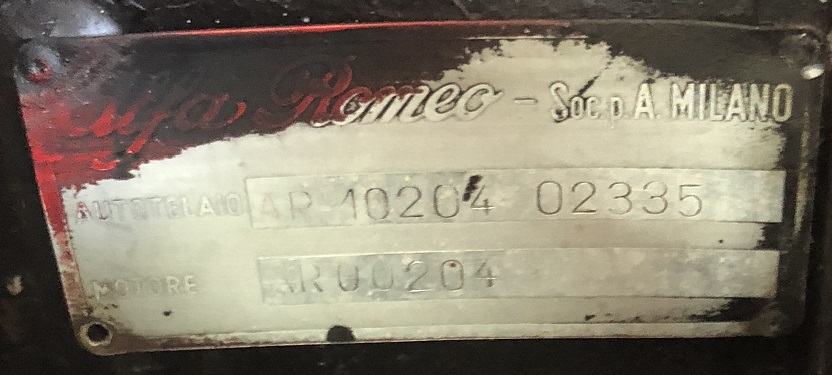 Alfa Romeo - Soc. p. A. MILANO
AUTOTELAIO AR 10204 02335
MOTORE AR00204